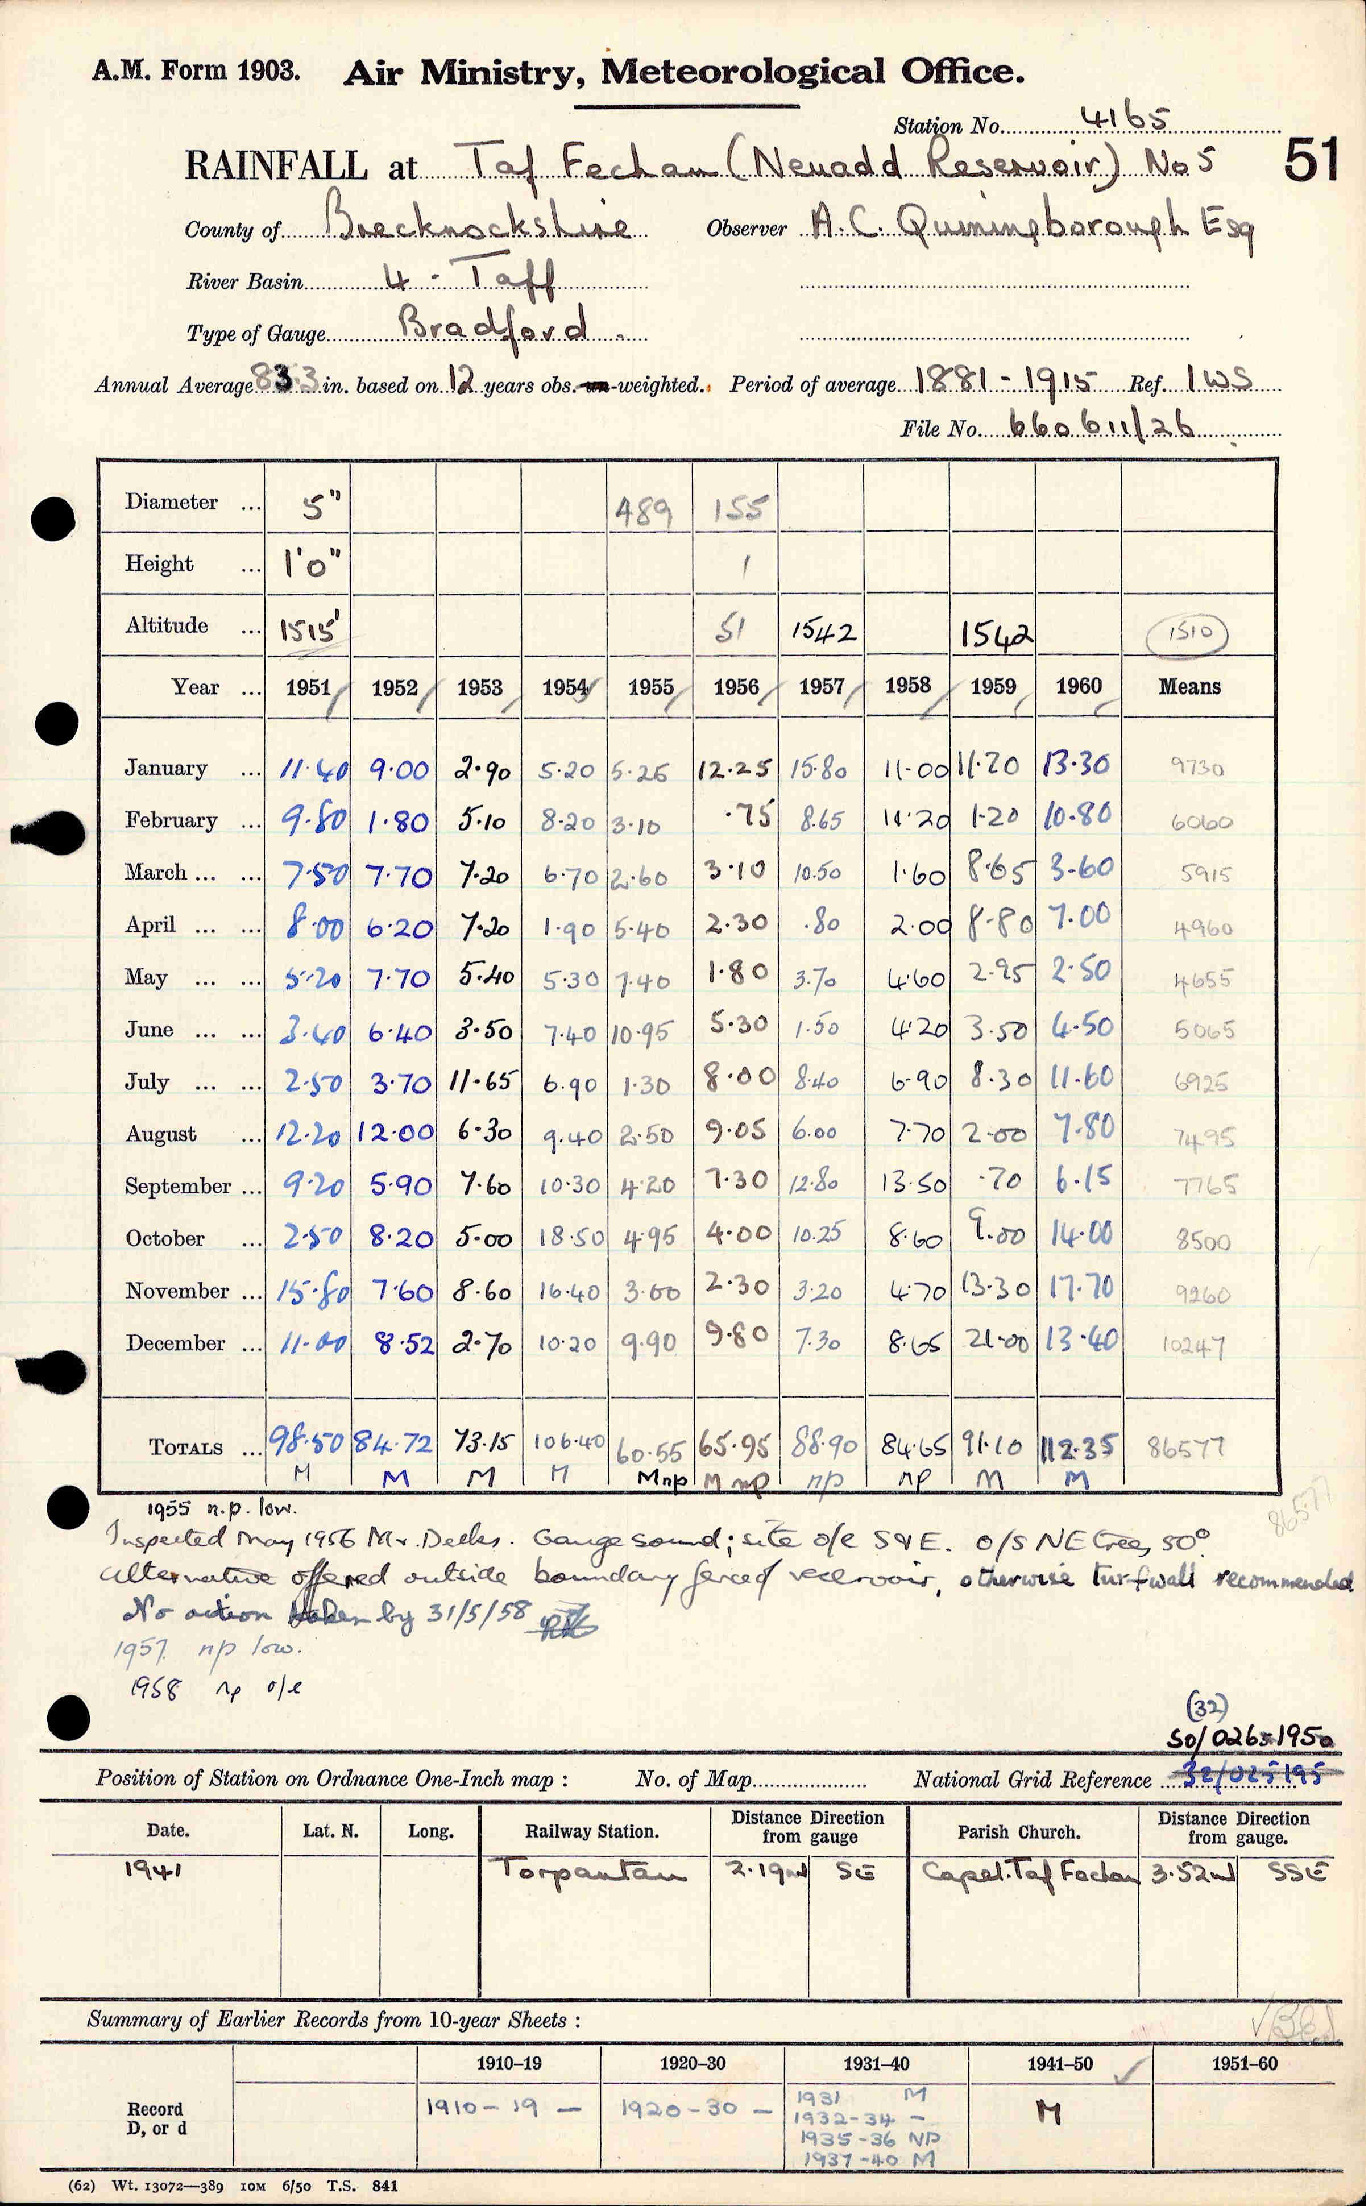 A.M. Form 1903. Air Ministry, Meteorological Office.
Station No. 4165
RAINFALL at Taf Fechan (Neuadd Reservoir) No 5 51
County of Brecknockshire Observer A.C. Quiningborough Esq
River Basin 4 - Taff
Type of Gauge Bradford.
Annual Average 83.3 in. based on 12 years obs. un-weighted. Period of average 1881 - 1915 Ref. IWS
File No. 660611/26
Diameter ... 5" 489 155
Height ... 1'0" 1
Altitude ... 1515' 51 1542 1542 1510
Year ... 1951 1952 1953 1954 1955 1956 1957 1958 1959 1960 Means
January ... 11.40 9.00 2.90 5.20 5.25 12.25 15.80 11.00 11.20 13.30 9730
February ... 9.80 1.80 5.10 8.20 3.10 .75 8.65 11.20 1.20 10.80 6060
March ... ... 7.50 7.70 7.20 6.70 2.60 3.10 10.50 1.60 8.65 3.60 5915
April ... ... 8.00 6.20 7.20 1.90 5.40 2.30 .80 2.00 8.80 7.00 4960
May ... ... 5.20 7.70 5.40 5.30 7.40 1.80 3.70 4.60 2.95 2.50 4655
June ... ... 3.40 6.40 3.50 7.40 10.95 5.30 1.50 4.20 3.50 4.50 5065
July ... ... 2.50 3.70 11.65 6.90 1.30 8.00 8.40 6.90 8.30 11.60 6925
August ... 12.20 12.00 6.30 9.40 2.50 9.05 6.00 7.70 2.00 7.80 7495
September ... 9.20 5.90 7.60 10.30 4.20 7.30 12.80 13.50 .70 6.15 7765
October ... 2.50 8.20 5.00 18.50 4.95 4.00 10.25 8.60 9.00 14.00 8500
November ... 15.80 7.60 8.60 16.40 3.00 2.30 3.20 4.70 13.30 17.70 9260
December ... 11.00 8.52 2.70 10.20 9.90 9.80 7.30 8.65 21.00 13.40 10247
TOTALS ... 98.50 84.72 73.15 106.40 60.55 65.95 88.90 84.65 91.10 112.35 86577
M M M M Mnp M np np np M M
1955 n.p. low. 86577
Inspected May 1956 Mr. Deeks. Gauge sound; site o/e S & E. o/s NE tree, 50°
alternative offered outside boundary fence of reservoir, otherwise turfwall recommended
No action taken by 31/5/58
1957. np low.
1958 np o/e
(32)
SO/026 1950
Position of Station on Ordnance One-Inch map : No. of Map National Grid Reference 32/025195
Date. Lat. N. Long. Railway Station. Distance Direction from gauge Parish Church. Distance Direction from gauge.
1941 Torpantau 2.19 SE Capel. Taf Fechan 3.52 SSE
Summary of Earlier Records from 10-year Sheets :
1910–19 1920–30 1931–40 1941–50 1951–60
Record D, or d 1910 - 19 — 1920 - 30 — 1931 M M
1932-34 —
1935-36 NP
1937-40 M
(62) Wt. 13072—389 10M 6/50 T.S. 841